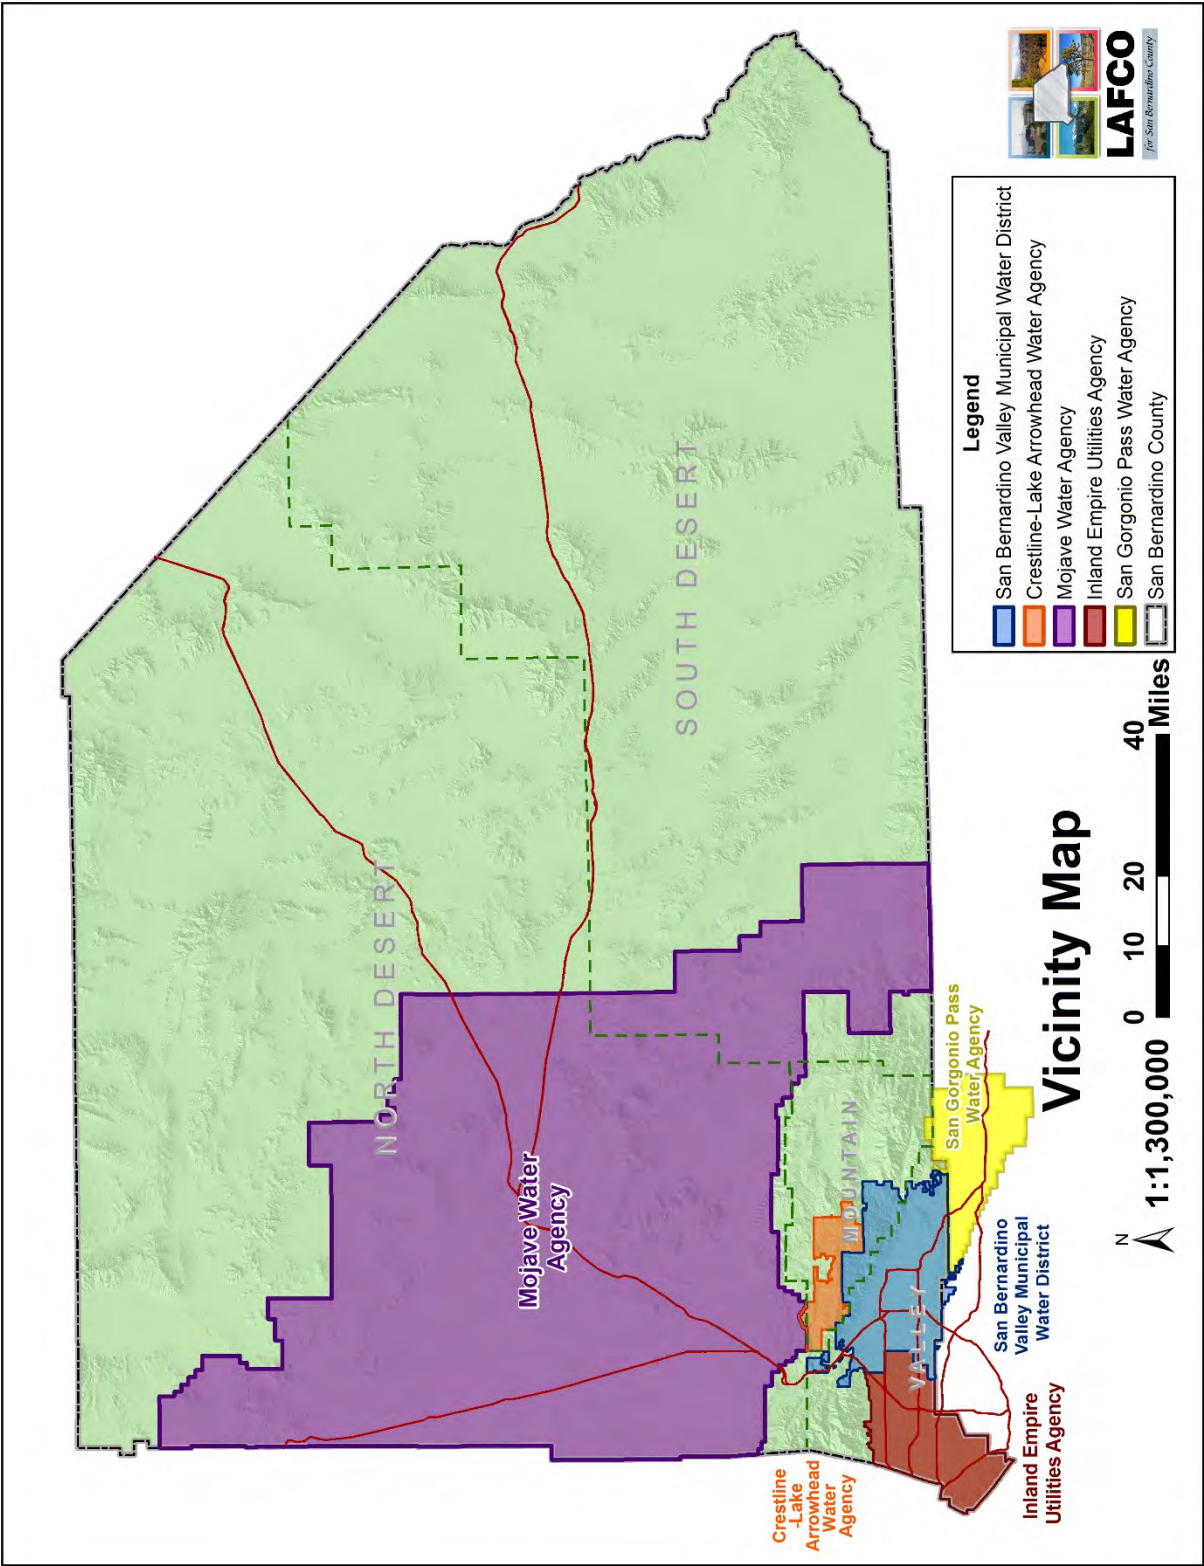 NORTH DESERT
SOUTH DESERT
Mojave Water
Agency
MOUNTAIN
VALLEY
Crestline
-Lake
Arrowhead
Water
Agency
San Gorgonio Pass
Water Agency
San Bernardino
Valley Municipal
Water District
Inland Empire
Utilities Agency
Vicinity Map
N
1:1,300,000
0 10 20 40
Miles
Legend
San Bernardino Valley Municipal Water District
Crestline-Lake Arrowhead Water Agency
Mojave Water Agency
Inland Empire Utilities Agency
San Gorgonio Pass Water Agency
San Bernardino County
LAFCO
for San Bernardino County